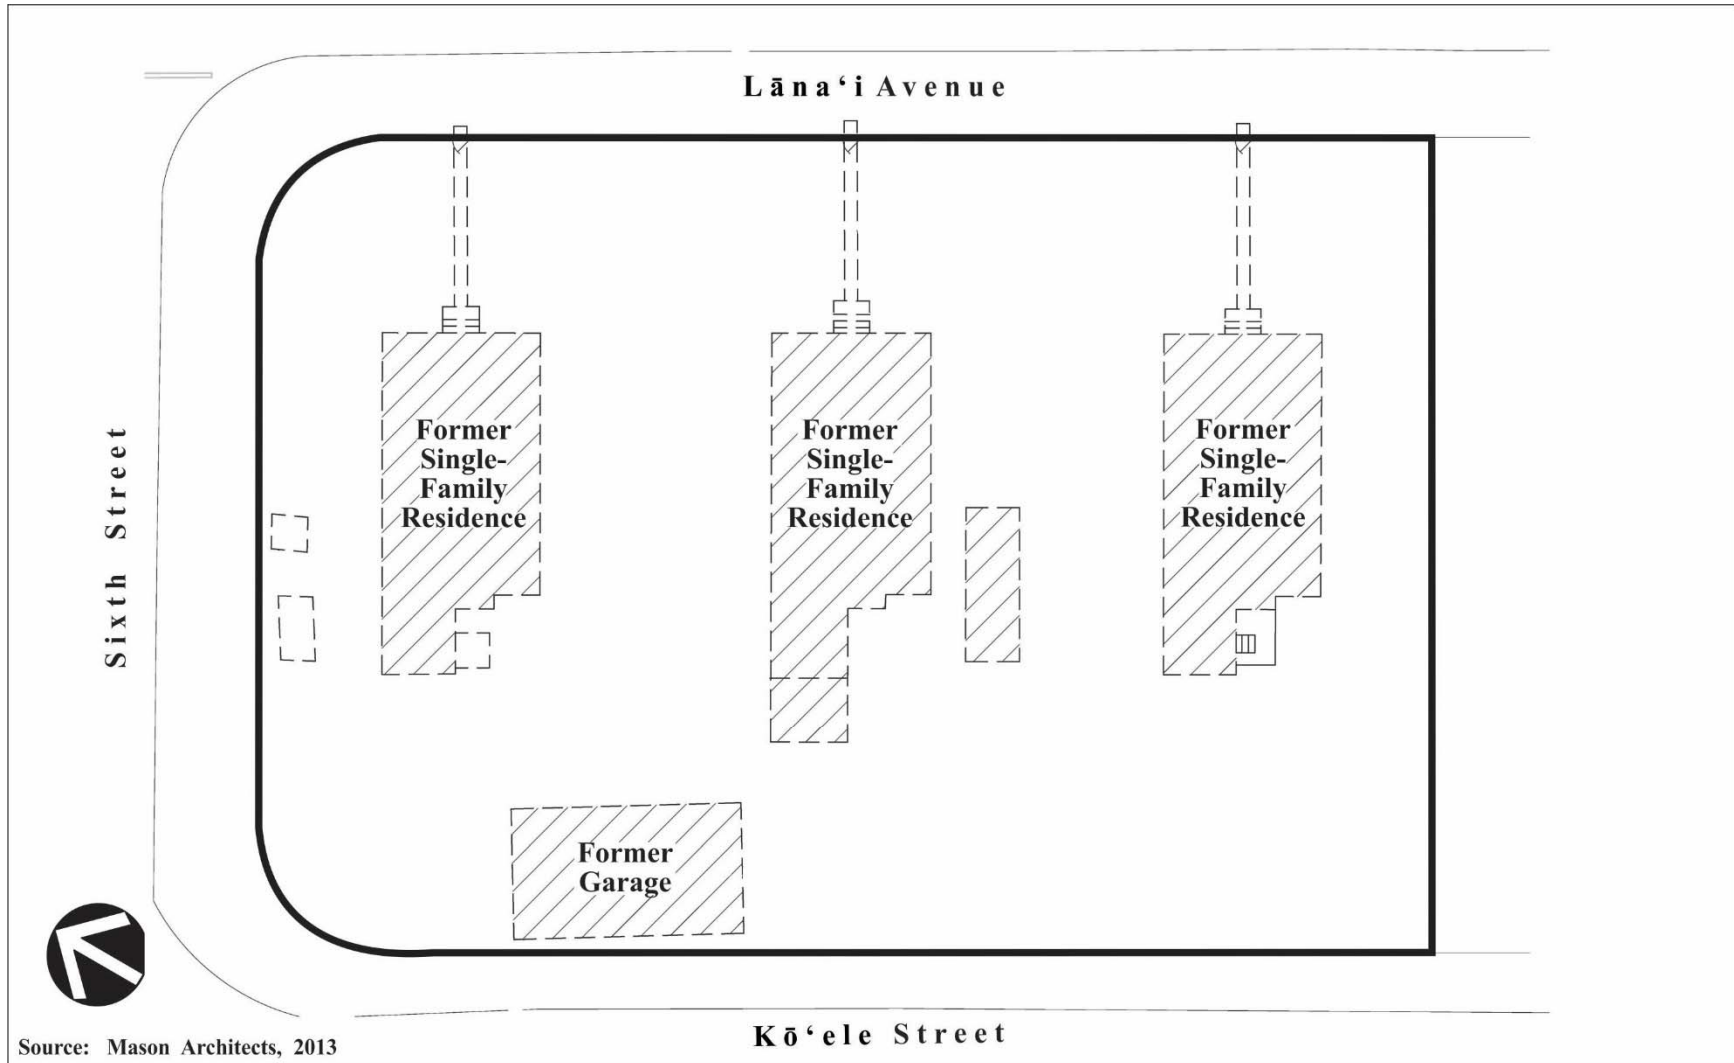 Lāna‘i Avenue
Former
Single-
Family
Residence
Former
Single-
Family
Residence
Former
Single-
Family
Residence
Sixth Street
Former
Garage
Kō‘ele Street
Source: Mason Architects, 2013